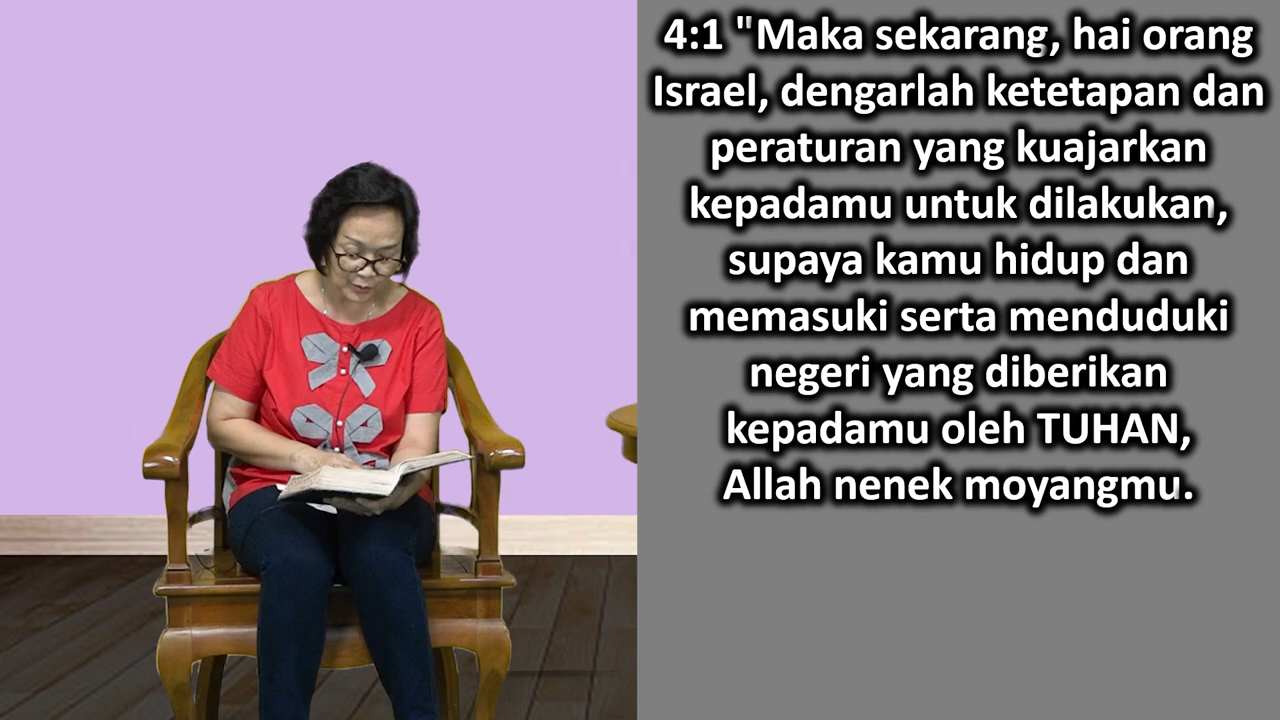 4:1 "Maka sekarang, hai orang
Israel, dengarlah ketetapan dan
peraturan yang kuajarkan
kepadamu untuk dilakukan,
supaya kamu hidup dan
memasuki serta menduduki
negeri yang diberikan
kepadamu oleh TUHAN,
Allah nenek moyangmu.